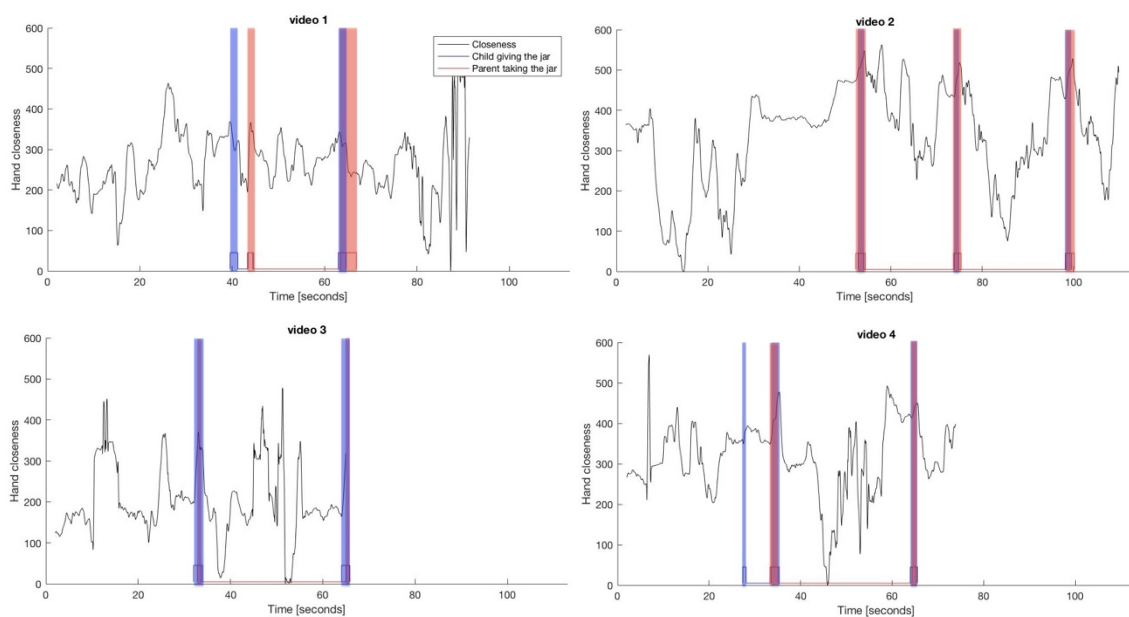 video 1
600
500
400
300
200
100
0
Hand closeness
Closeness
Child giving the jar
Parent taking the jar
0 20 40 60 80 100
Time [seconds]
video 2
600
500
400
300
200
100
0
Hand closeness
0 20 40 60 80 100
Time [seconds]
video 3
600
500
400
300
200
100
0
Hand closeness
0 20 40 60 80 100
Time [seconds]
video 4
600
500
400
300
200
100
0
Hand closeness
0 20 40 60 80 100
Time [seconds]